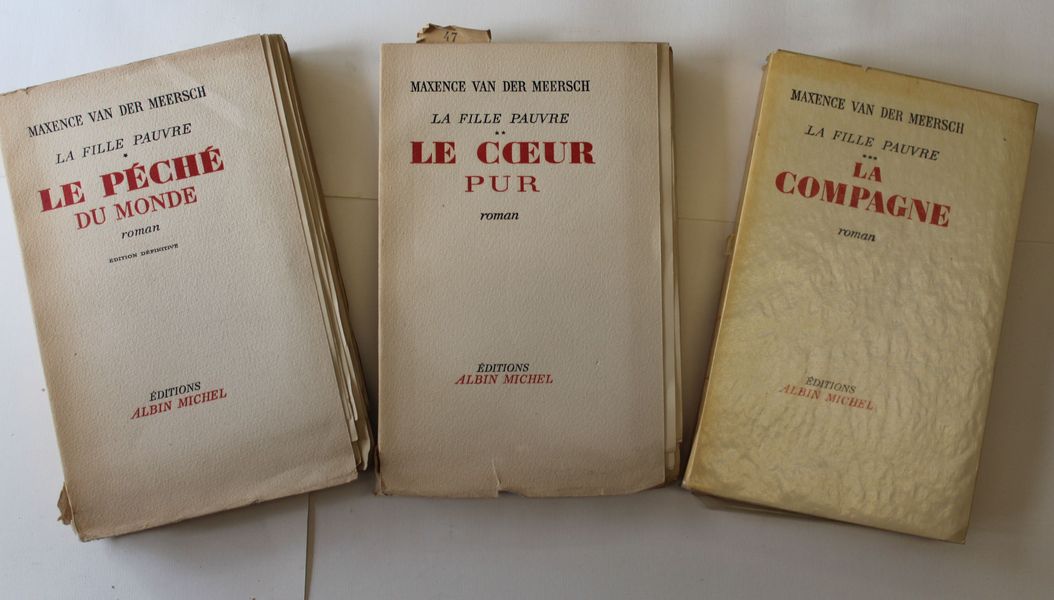 MAXENCE VAN DER MEERSCH
LA FILLE PAUVRE
*
LE PÉCHÉ
DU MONDE
roman
EDITION DÉFINITIVE
ÉDITIONS
ALBIN MICHEL
47
MAXENCE VAN DER MEERSCH
LA FILLE PAUVRE
**
LE CŒUR
PUR
roman
ÉDITIONS
ALBIN MICHEL
MAXENCE VAN DER MEERSCH
LA FILLE PAUVRE
***
LA
COMPAGNE
roman
ÉDITIONS
ALBIN MICHEL